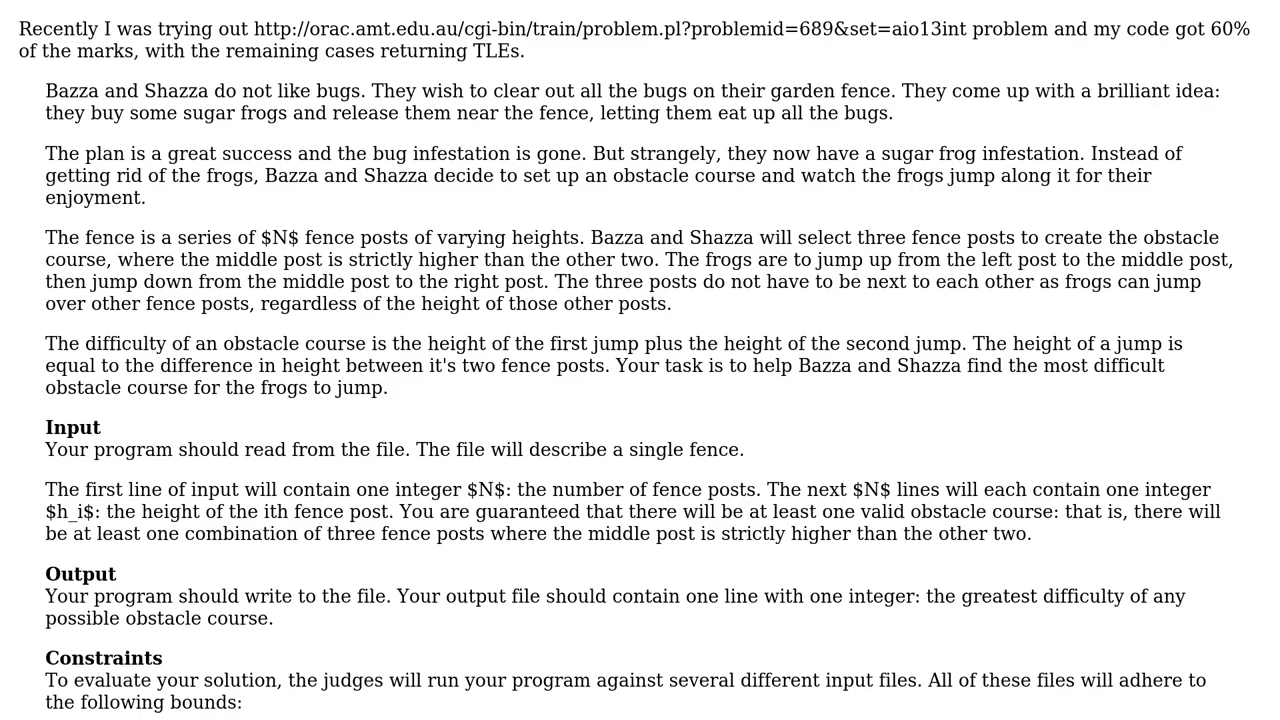 Recently I was trying out http://orac.amt.edu.au/cgi-bin/train/problem.pl?problemid=689&set=aio13int problem and my code got 60%
of the marks, with the remaining cases returning TLEs.
Bazza and Shazza do not like bugs. They wish to clear out all the bugs on their garden fence. They come up with a brilliant idea:
they buy some sugar frogs and release them near the fence, letting them eat up all the bugs.
The plan is a great success and the bug infestation is gone. But strangely, they now have a sugar frog infestation. Instead of
getting rid of the frogs, Bazza and Shazza decide to set up an obstacle course and watch the frogs jump along it for their
enjoyment.
The fence is a series of $N$ fence posts of varying heights. Bazza and Shazza will select three fence posts to create the obstacle
course, where the middle post is strictly higher than the other two. The frogs are to jump up from the left post to the middle post,
then jump down from the middle post to the right post. The three posts do not have to be next to each other as frogs can jump
over other fence posts, regardless of the height of those other posts.
The difficulty of an obstacle course is the height of the first jump plus the height of the second jump. The height of a jump is
equal to the difference in height between it's two fence posts. Your task is to help Bazza and Shazza find the most difficult
obstacle course for the frogs to jump.
Input
Your program should read from the file. The file will describe a single fence.
The first line of input will contain one integer $N$: the number of fence posts. The next $N$ lines will each contain one integer
$h_i$: the height of the ith fence post. You are guaranteed that there will be at least one valid obstacle course: that is, there will
be at least one combination of three fence posts where the middle post is strictly higher than the other two.
Output
Your program should write to the file. Your output file should contain one line with one integer: the greatest difficulty of any
possible obstacle course.
Constraints
To evaluate your solution, the judges will run your program against several different input files. All of these files will adhere to
the following bounds: